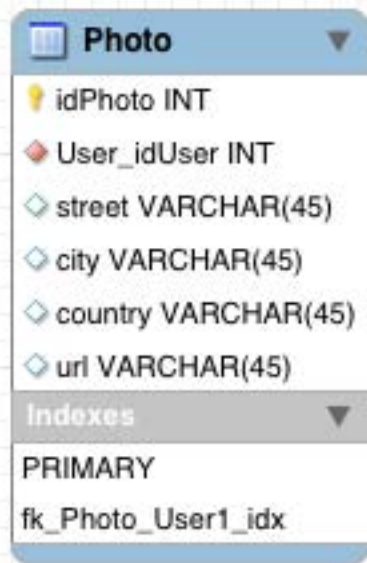 Photo
idPhoto INT
User_idUser INT
street VARCHAR(45)
city VARCHAR(45)
country VARCHAR(45)
url VARCHAR(45)
Indexes
PRIMARY
fk_Photo_User1_idx